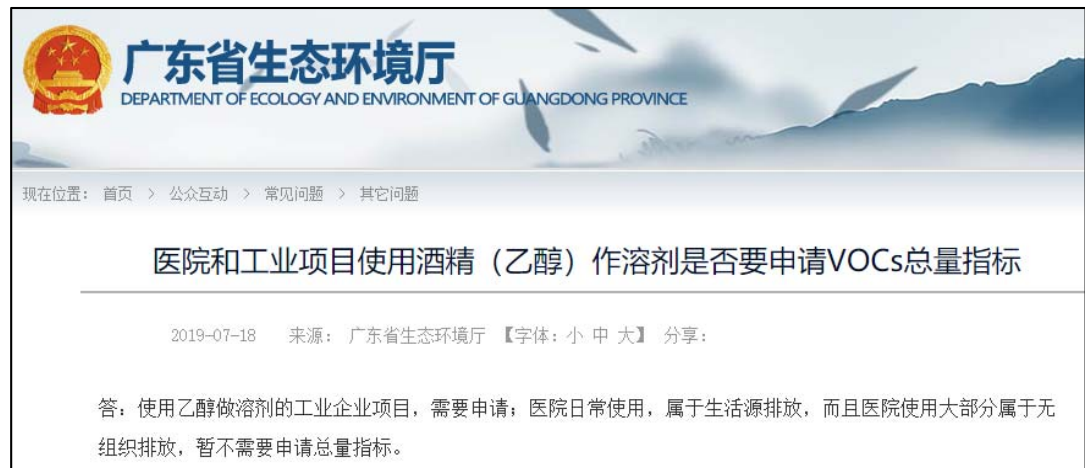 广东省生态环境厅
DEPARTMENT OF ECOLOGY AND ENVIRONMENT OF GUANGDONG PROVINCE
现在位置： 首页 > 公众互动 > 常见问题 > 其它问题
医院和工业项目使用酒精（乙醇）作溶剂是否要申请VOCs总量指标
2019-07-18 来源： 广东省生态环境厅 【字体：小 中 大】 分享：
答：使用乙醇做溶剂的工业企业项目，需要申请；医院日常使用，属于生活源排放，而且医院使用大部分属于无
组织排放，暂不需要申请总量指标。